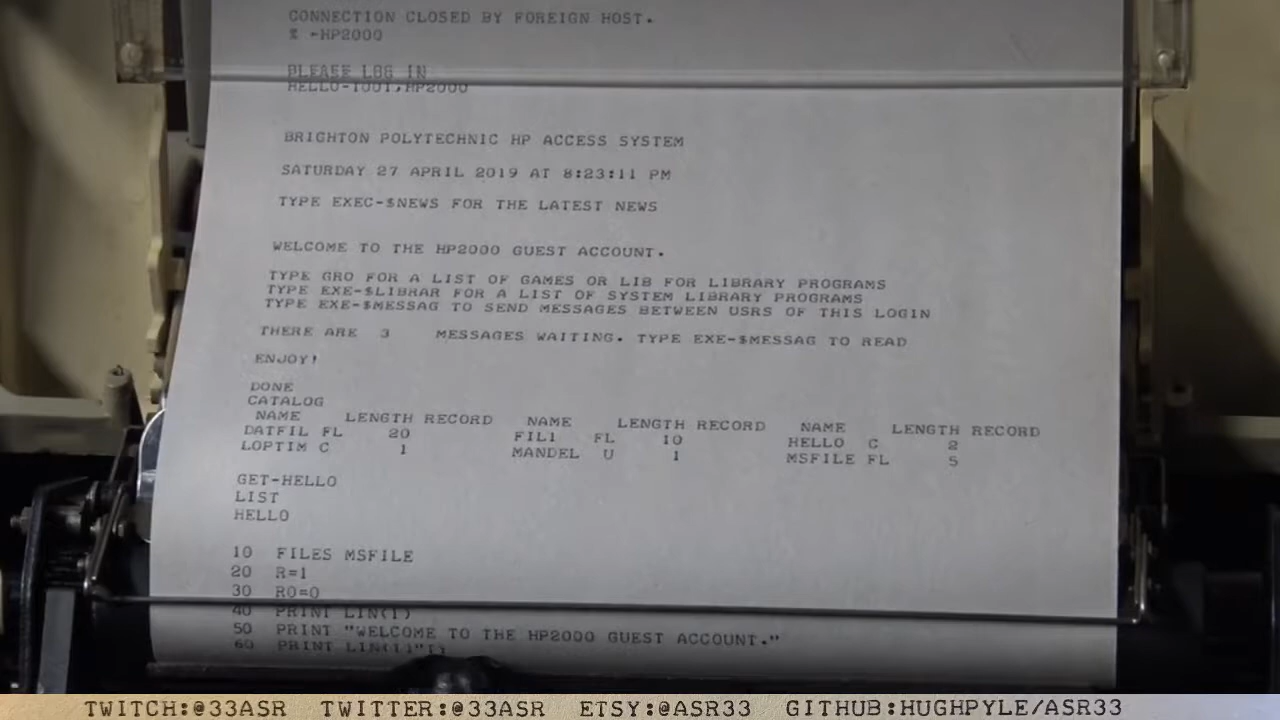 CONNECTION CLOSED BY FOREIGN HOST.
% -HP2000
PLEASE LOG IN
HELLO-T001,HP2000
BRIGHTON POLYTECHNIC HP ACCESS SYSTEM
SATURDAY 27 APRIL 2019 AT 8:23:11 PM
TYPE EXEC-$NEWS FOR THE LATEST NEWS
WELCOME TO THE HP2000 GUEST ACCOUNT.
TYPE GRO FOR A LIST OF GAMES OR LIB FOR LIBRARY PROGRAMS
TYPE EXE-$LIBRAR FOR A LIST OF SYSTEM LIBRARY PROGRAMS
TYPE EXE-$MESSAG TO SEND MESSAGES BETWEEN USRS OF THIS LOGIN
THERE ARE 3 MESSAGES WAITING. TYPE EXE-$MESSAG TO READ
ENJOY!
DONE
CATALOG
NAME LENGTH RECORD NAME LENGTH RECORD NAME LENGTH RECORD
DATFIL FL 20 FIL1 FL 10 HELLO C 2
LOPTIM C 1 MANDEL U 1 MSFILE FL 5
GET-HELLO
LIST
HELLO
10 FILES MSFILE
20 R=1
30 R0=0
40 PRINT LIN(1)
50 PRINT "WELCOME TO THE HP2000 GUEST ACCOUNT."
60 PRINT
TWITCH:@33ASR TWITTER:@33ASR ETSY:@ASR33 GITHUB:HUGHPYLE/ASR33